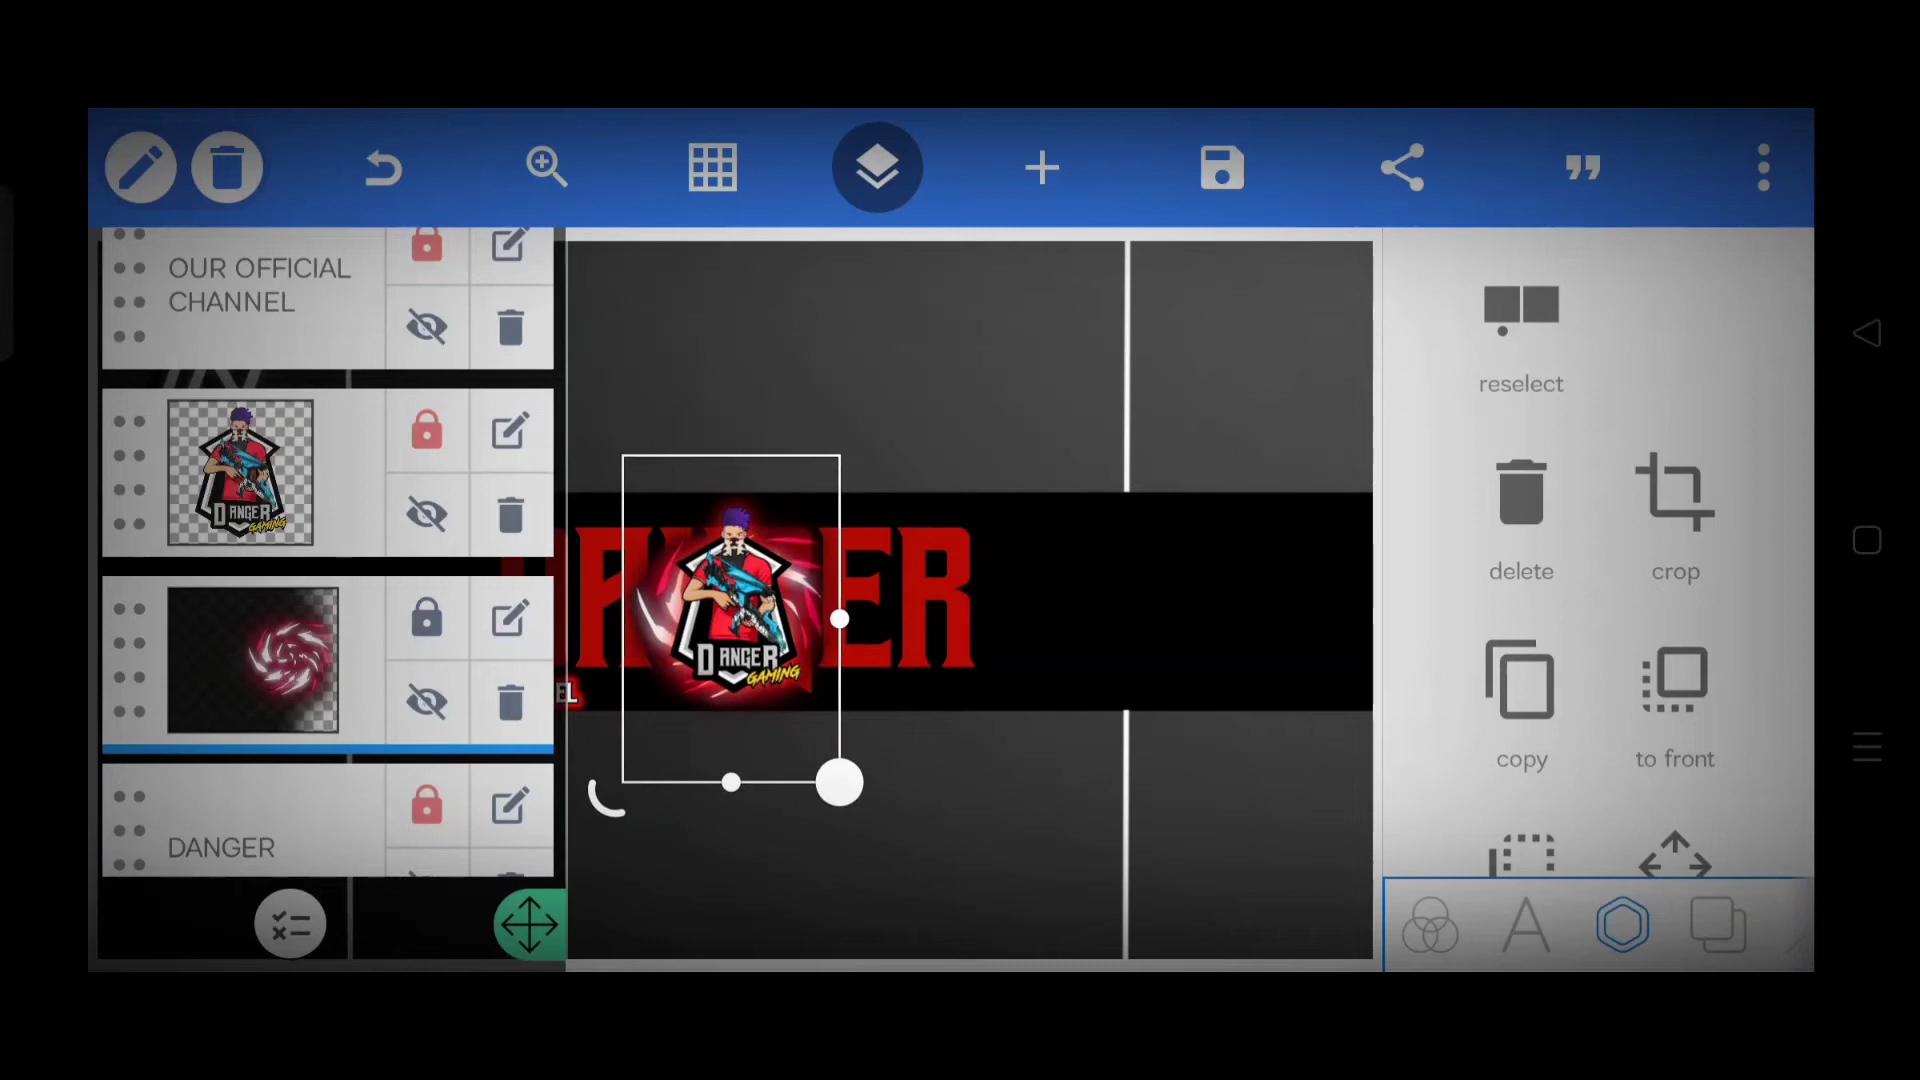 OUR OFFICIAL
CHANNEL
DANGER
GAMING
DANGER
ER
EL
DANGER
GAMING
reselect
delete
crop
copy
to front